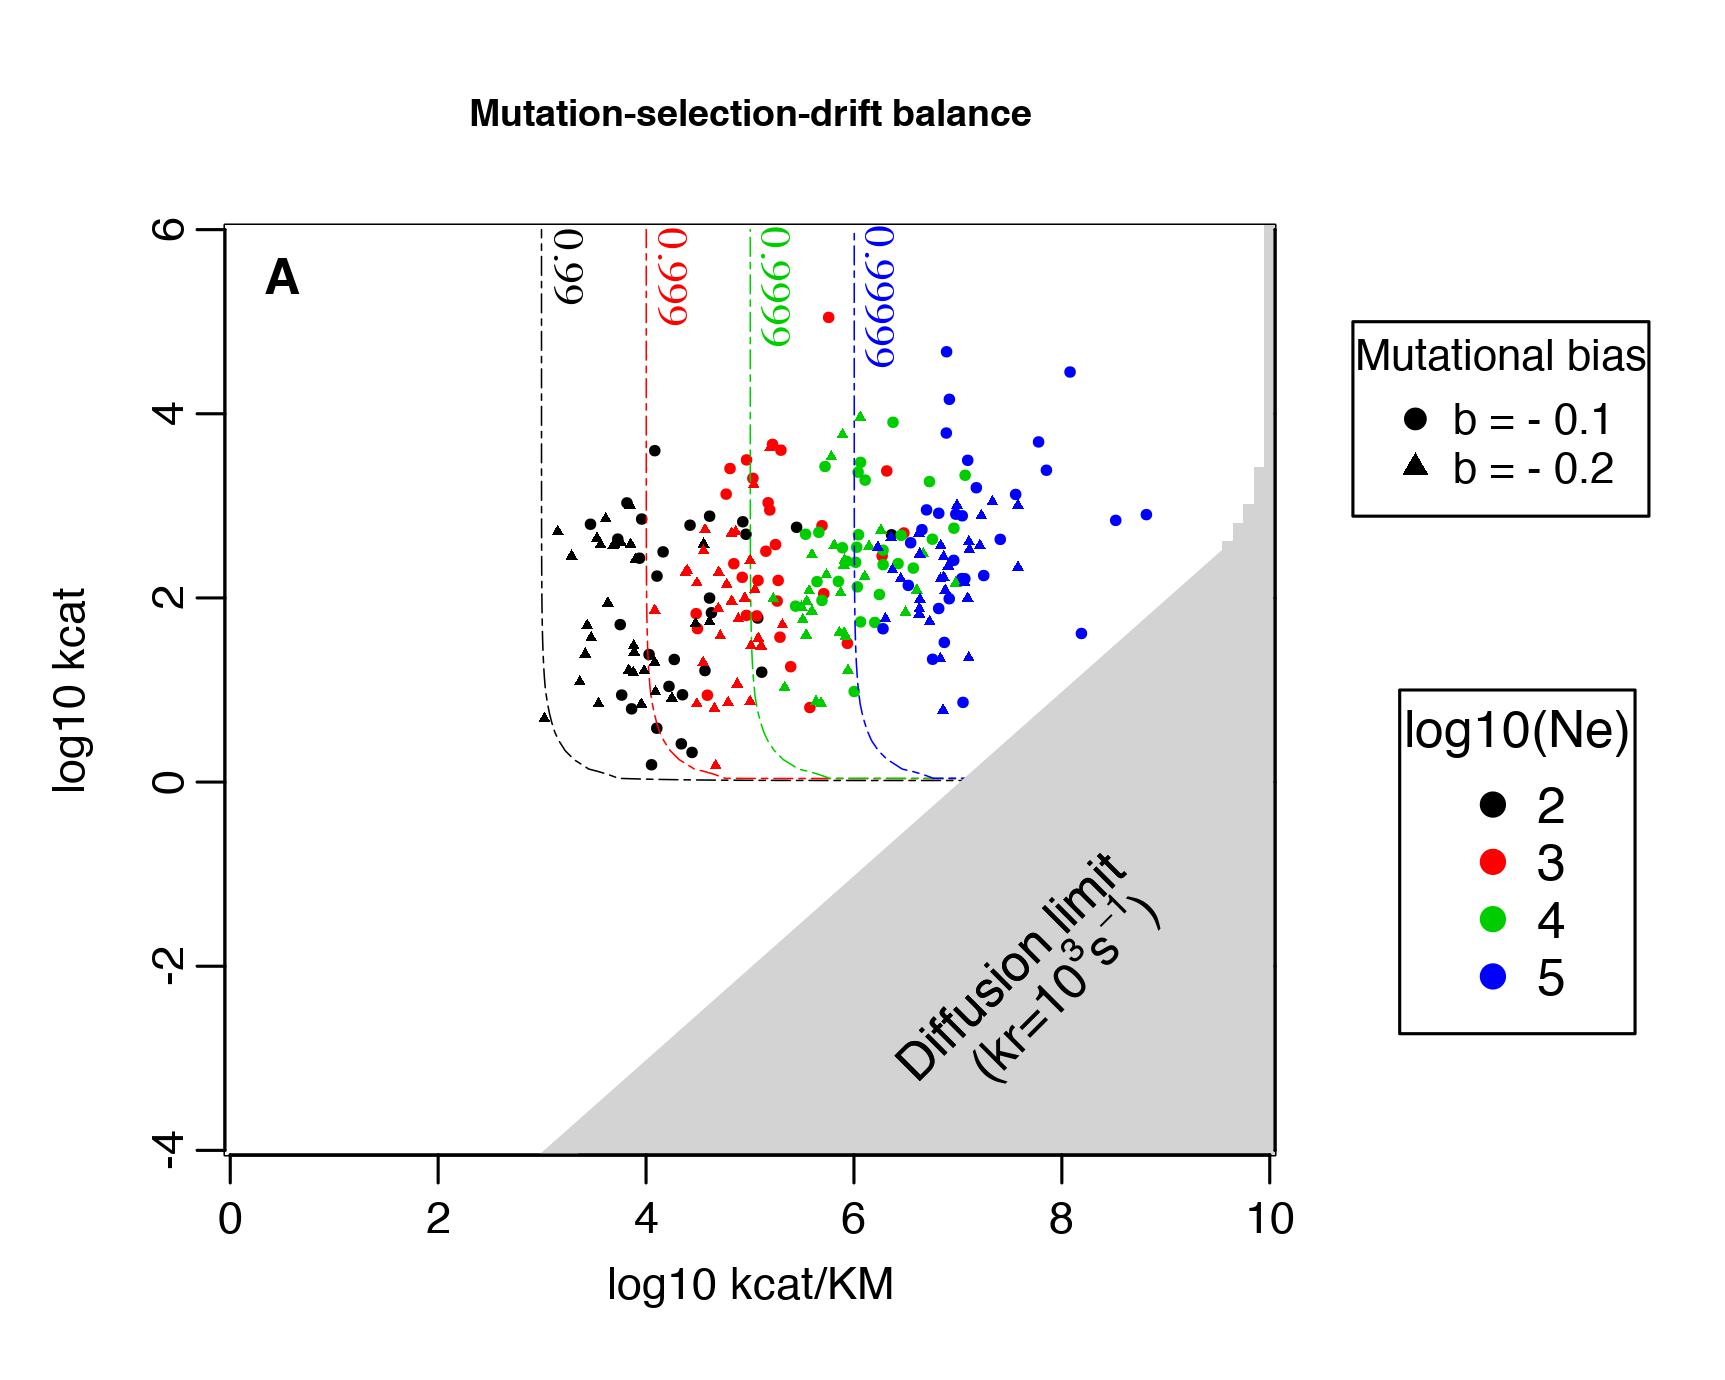 Mutation-selection-drift balance
A
0.99
0.999
0.9999
0.99999
6
4
2
0
-2
-4
log10 kcat
0 2 4 6 8 10
log10 kcat/KM
Diffusion limit
(kr=10³s⁻¹)
Mutational bias
b = - 0.1
b = - 0.2
log10(Ne)
2
3
4
5